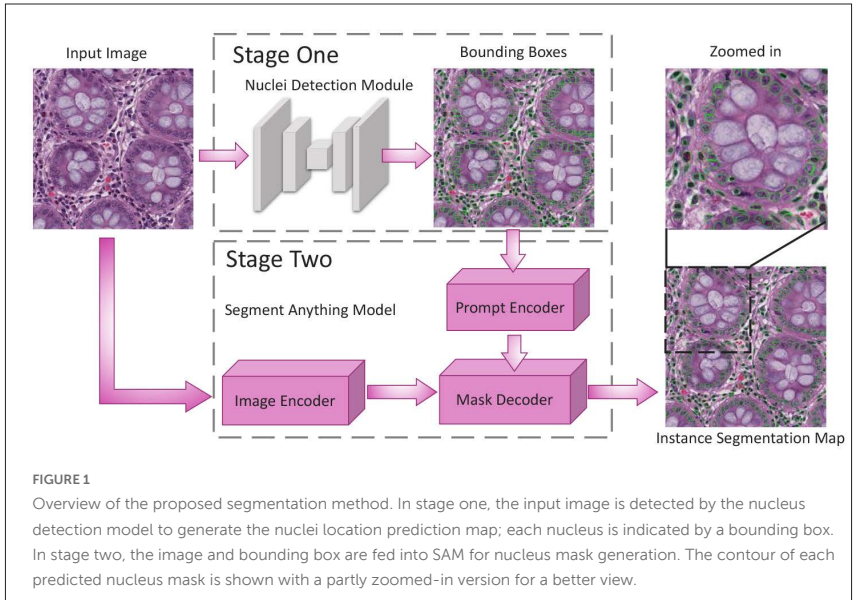 Input Image
Stage One
Nuclei Detection Module
Bounding Boxes
Zoomed in
Stage Two
Segment Anything Model
Prompt Encoder
Image Encoder
Mask Decoder
Instance Segmentation Map
FIGURE 1
Overview of the proposed segmentation method. In stage one, the input image is detected by the nucleus
detection model to generate the nuclei location prediction map; each nucleus is indicated by a bounding box.
In stage two, the image and bounding box are fed into SAM for nucleus mask generation. The contour of each
predicted nucleus mask is shown with a partly zoomed-in version for a better view.